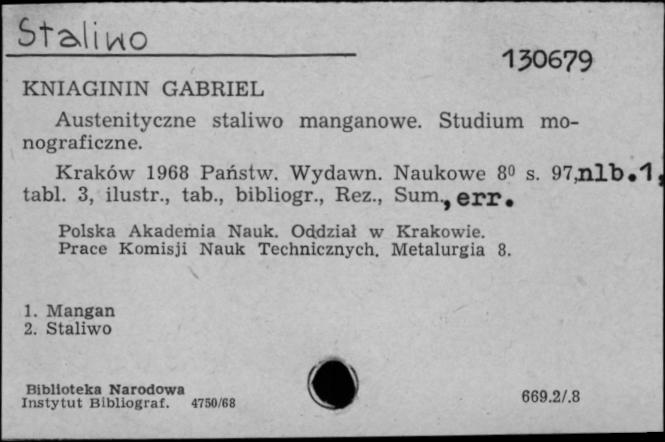 Staliwo
130679
KNIAGININ GABRIEL
Austenityczne staliwo manganowe. Studium mo-
nograficzne.
Kraków 1968 Państw. Wydawn. Naukowe 8⁰ s. 97, nlb.1,
tabl. 3, ilustr., tab., bibliogr., Rez., Sum., err.
Polska Akademia Nauk. Oddział w Krakowie.
Prace Komisji Nauk Technicznych. Metalurgia 8.
1. Mangan
2. Staliwo
Biblioteka Narodowa
Instytut Bibliograf. 4750/68
669.2/.8